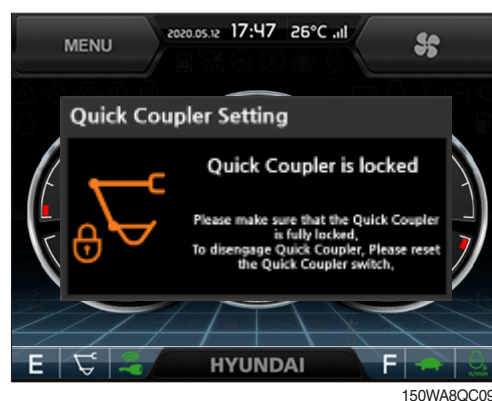 MENU
2020.05.12 17:47 26°C
Quick Coupler Setting
Quick Coupler is locked
Please make sure that the Quick Coupler
is fully locked,
To disengage Quick Coupler, Please reset
the Quick Coupler switch,
E HYUNDAI F
150WA8QC09